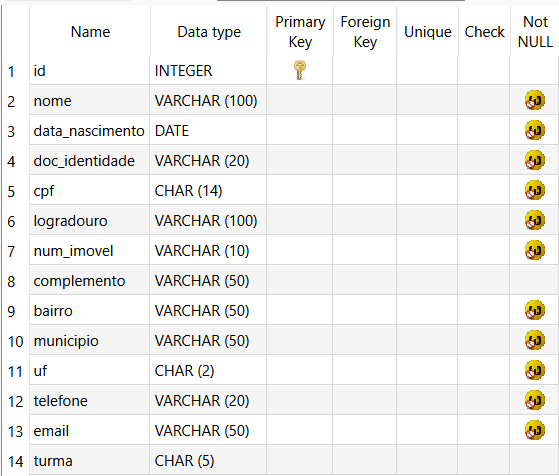 Name Data type Primary Key Foreign Key Unique Check Not NULL
1 id INTEGER
2 nome VARCHAR (100)
3 data_nascimento DATE
4 doc_identidade VARCHAR (20)
5 cpf CHAR (14)
6 logradouro VARCHAR (100)
7 num_imovel VARCHAR (10)
8 complemento VARCHAR (50)
9 bairro VARCHAR (50)
10 municipio VARCHAR (50)
11 uf CHAR (2)
12 telefone VARCHAR (20)
13 email VARCHAR (50)
14 turma CHAR (5)